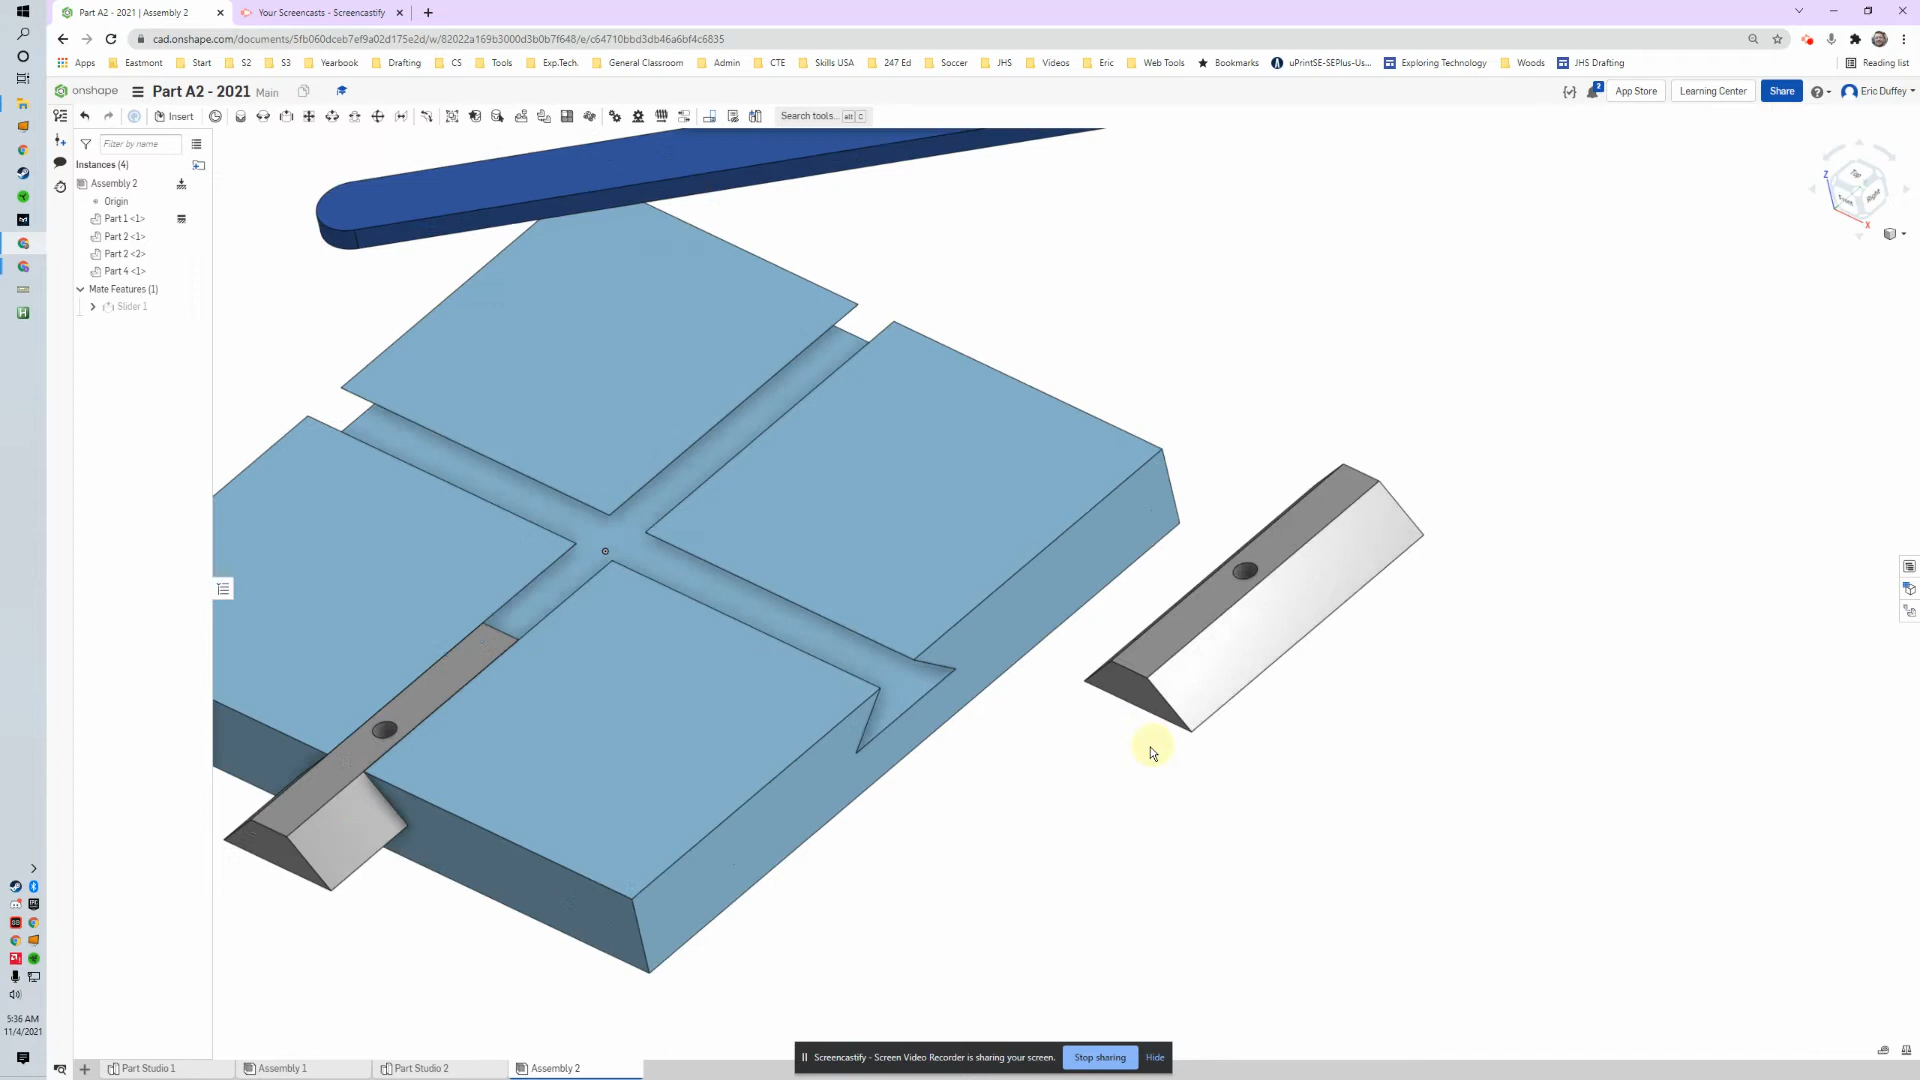 Part A2 - 2021 | Assembly 2
Your Screencasts - Screencastify
cad.onshape.com/documents/5fb060dceb7ef9a02d175e2d/w/82022a169b3000d3b0b7f648/e/c64710bbd3db46a6bf4c6835
Apps Eastmont Start S2 S3 Yearbook Drafting CS Tools Exp.Tech. General Classroom Admin CTE Skills USA 247 Ed Soccer JHS Videos Eric Web Tools Bookmarks uPrintSE-SEPlus-Us... Exploring Technology Woods JHS Drafting Reading list
onshape Part A2 - 2021 Main 2 App Store Learning Center Share Eric Duffey
Insert Search tools... alt C
Filter by name
Instances (4)
Assembly 2
Origin
Part 1 <1>
Part 2 <1>
Part 2 <2>
Part 4 <1>
Mate Features (1)
Slider 1
Z
Top
Front
Right
X
5:36 AM
11/4/2021
Screencastify - Screen Video Recorder is sharing your screen. Stop sharing Hide
Part Studio 1 Assembly 1 Part Studio 2 Assembly 2